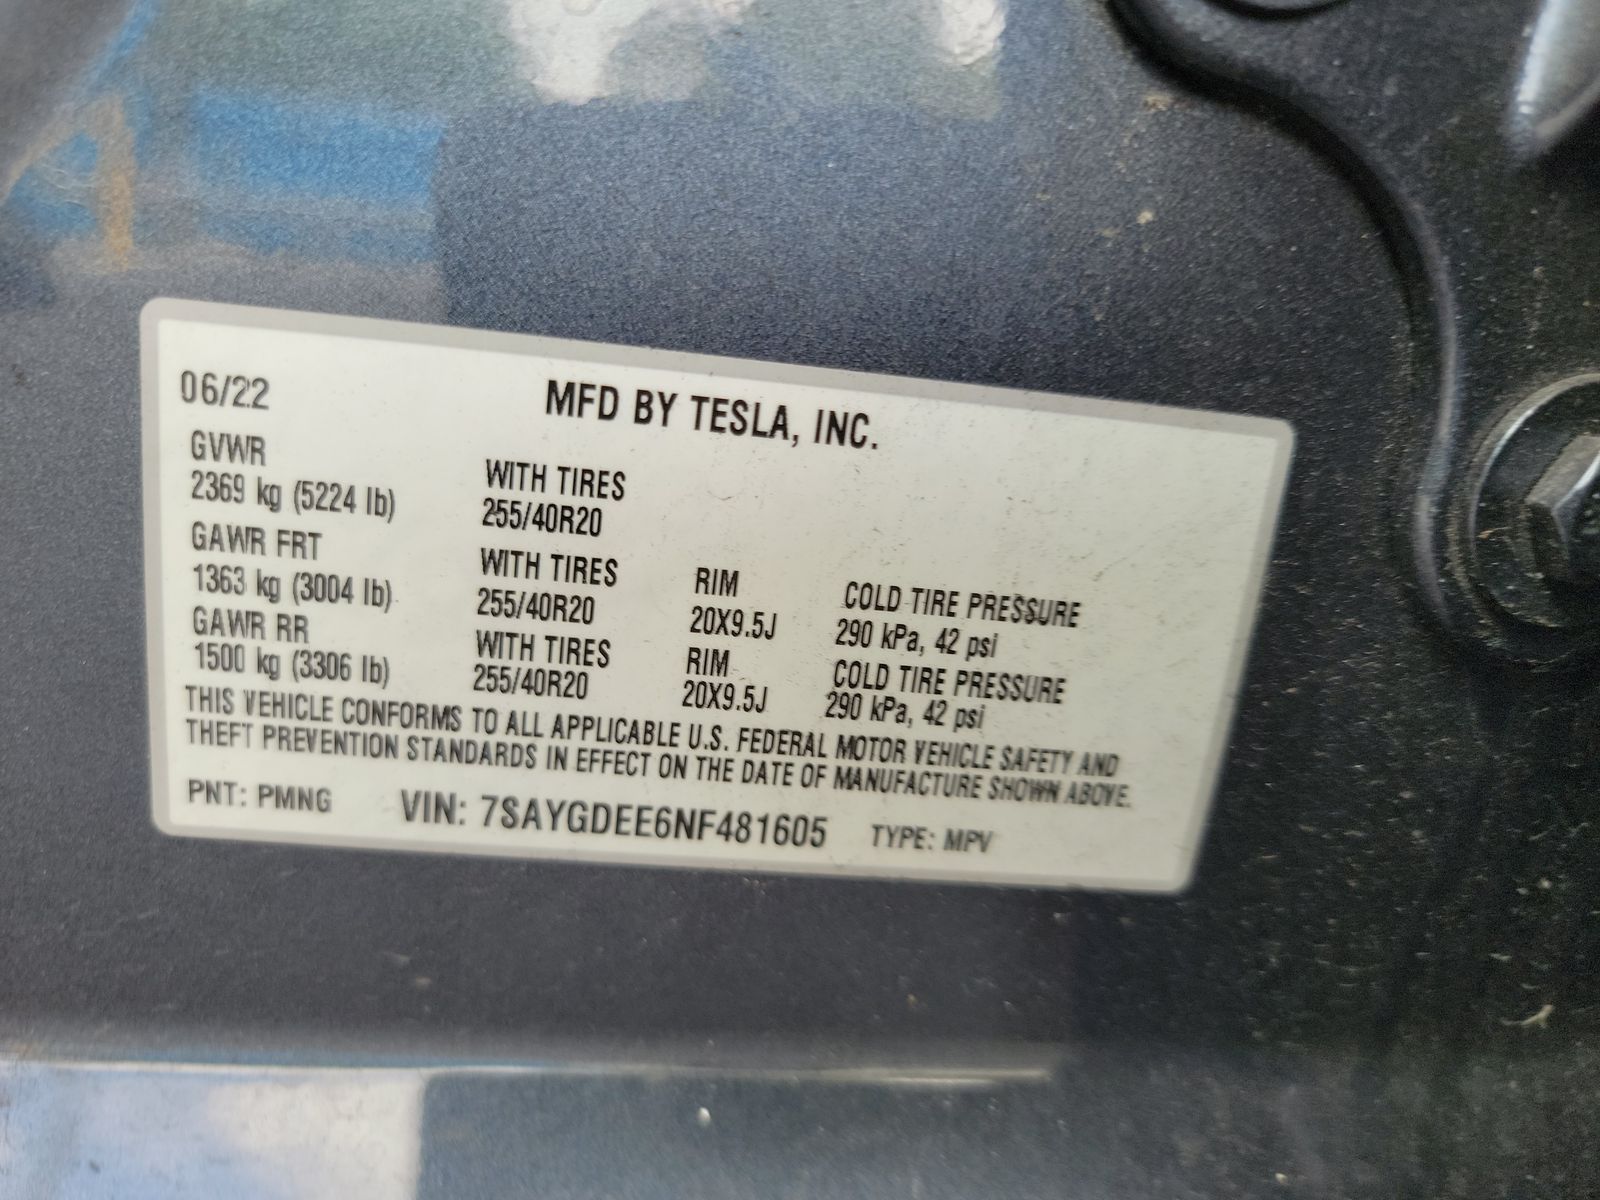 06/22 MFD BY TESLA, INC.
GVWR WITH TIRES
2369 kg (5224 lb) 255/40R20
GAWR FRT WITH TIRES RIM COLD TIRE PRESSURE
1363 kg (3004 lb) 255/40R20 20X9.5J 290 kPa, 42 psi
GAWR RR WITH TIRES RIM COLD TIRE PRESSURE
1500 kg (3306 lb) 255/40R20 20X9.5J 290 kPa, 42 psi
THIS VEHICLE CONFORMS TO ALL APPLICABLE U.S. FEDERAL MOTOR VEHICLE SAFETY AND
THEFT PREVENTION STANDARDS IN EFFECT ON THE DATE OF MANUFACTURE SHOWN ABOVE.
PNT: PMNG VIN: 7SAYGDEE6NF481605 TYPE: MPV